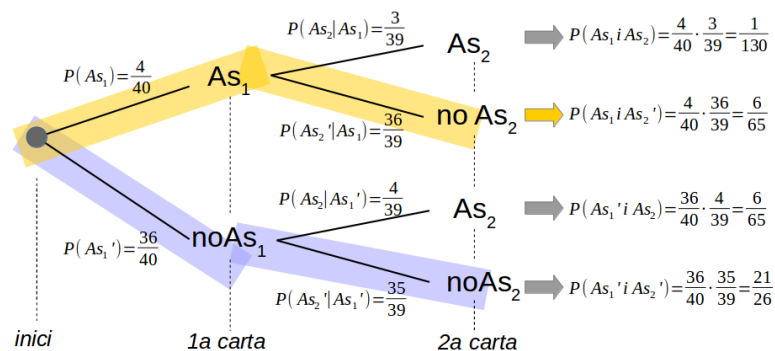 P(As₂|As₁)=3/39
As₂
P(As₁ i As₂)=4/40·3/39=1/130
P(As₁)=4/40
As₁
P(As₂'|As₁)=36/39
no As₂
P(As₁ i As₂')=4/40·36/39=6/65
P(As₂|As₁')=4/39
As₂
P(As₁' i As₂)=36/40·4/39=6/65
P(As₁')=36/40
noAs₁
P(As₂'|As₁')=35/39
noAs₂
P(As₁' i As₂')=36/40·35/39=21/26
inici
1a carta
2a carta